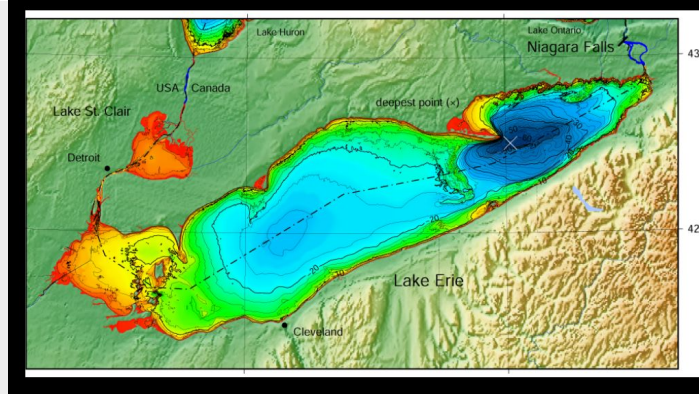 Lake Huron
Lake Ontario
Niagara Falls
43
USA
Canada
deepest point (×)
Lake St. Clair
Detroit
42
Lake Erie
Cleveland
20